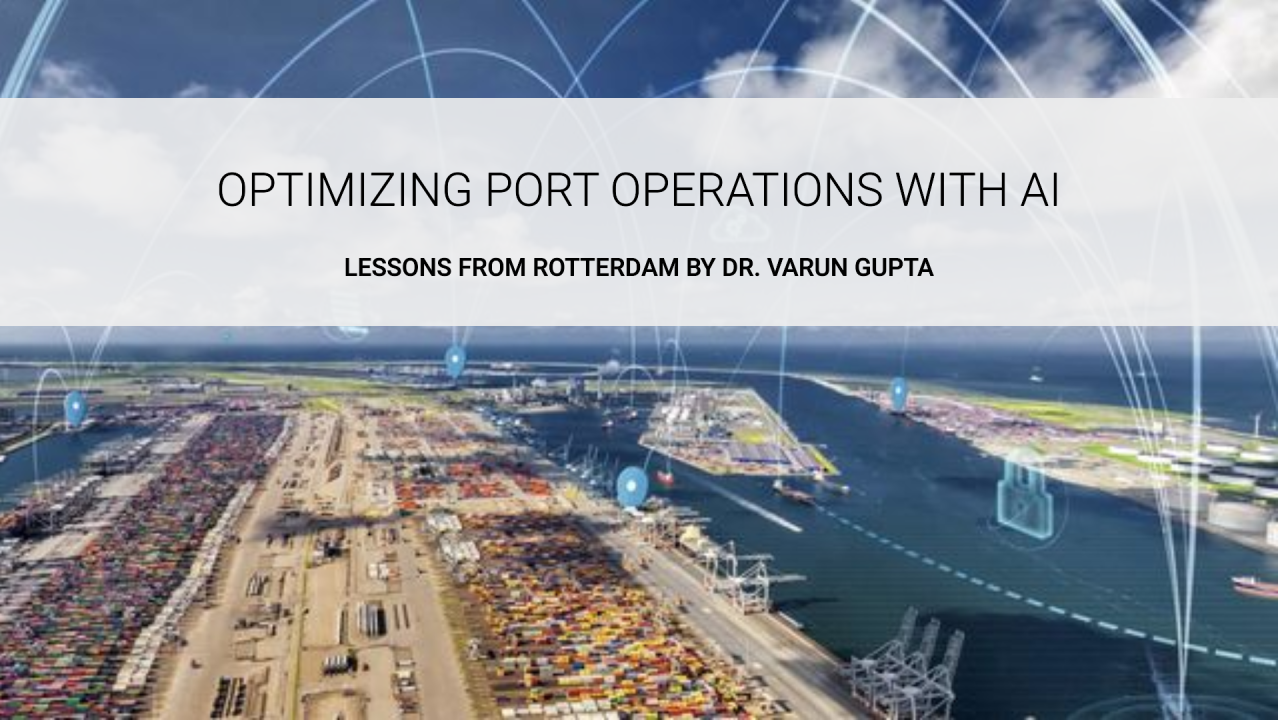 OPTIMIZING PORT OPERATIONS WITH AI
LESSONS FROM ROTTERDAM BY DR. VARUN GUPTA